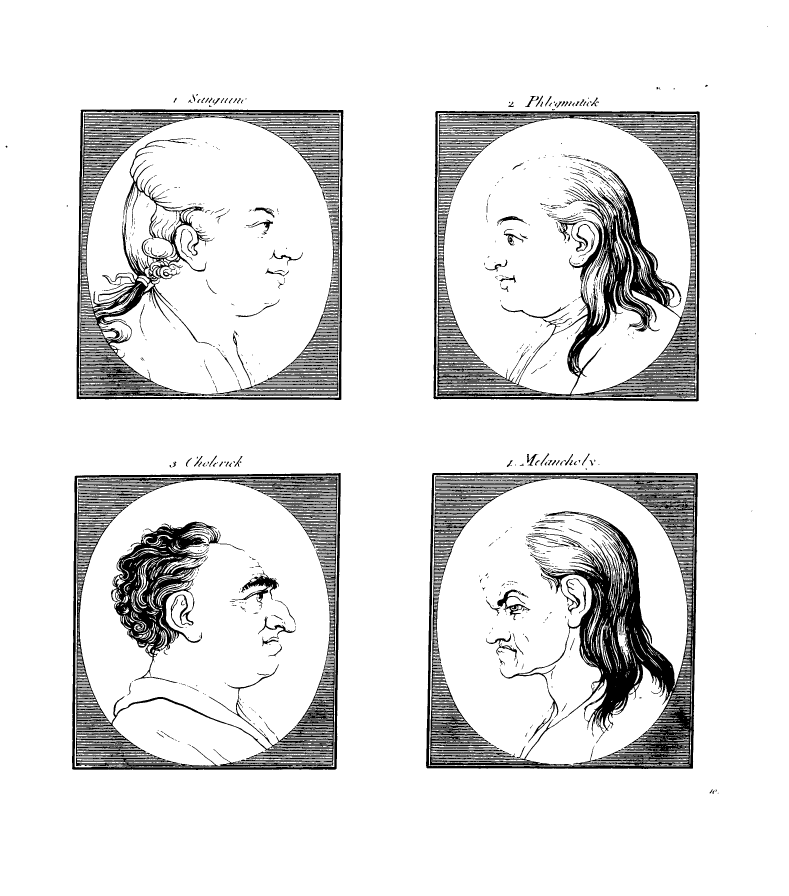 1 Sanguine
2 Phlegmatick
3 Cholerick
4. Melancholy.